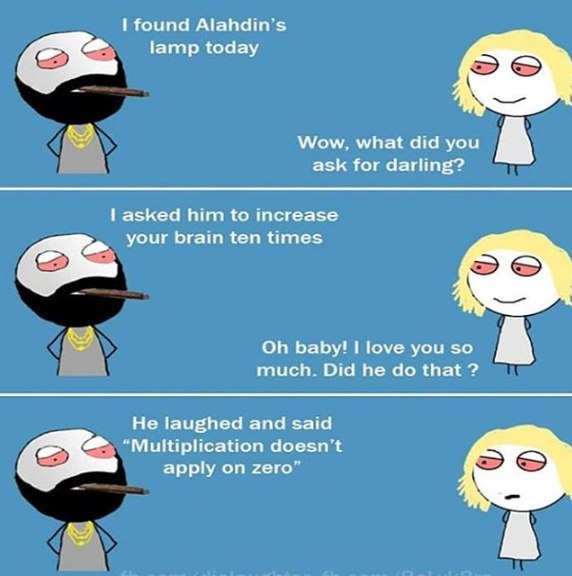 I found Alahdin's
lamp today
Wow, what did you
ask for darling?
I asked him to increase
your brain ten times
Oh baby! I love you so
much. Did he do that ?
He laughed and said
“Multiplication doesn't
apply on zero”